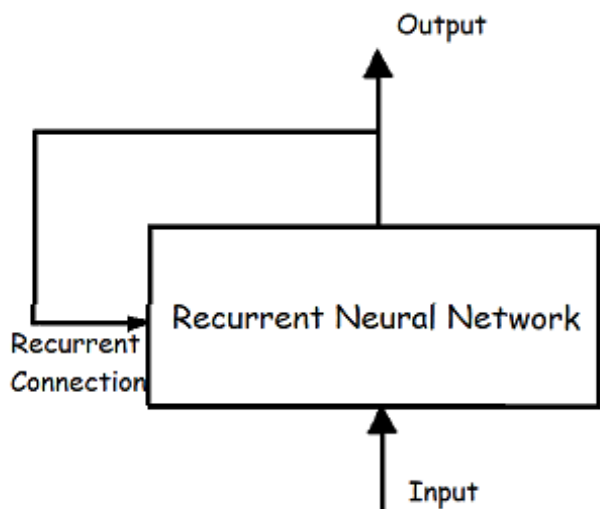 Output
Recurrent Neural Network
Recurrent
Connection
Input